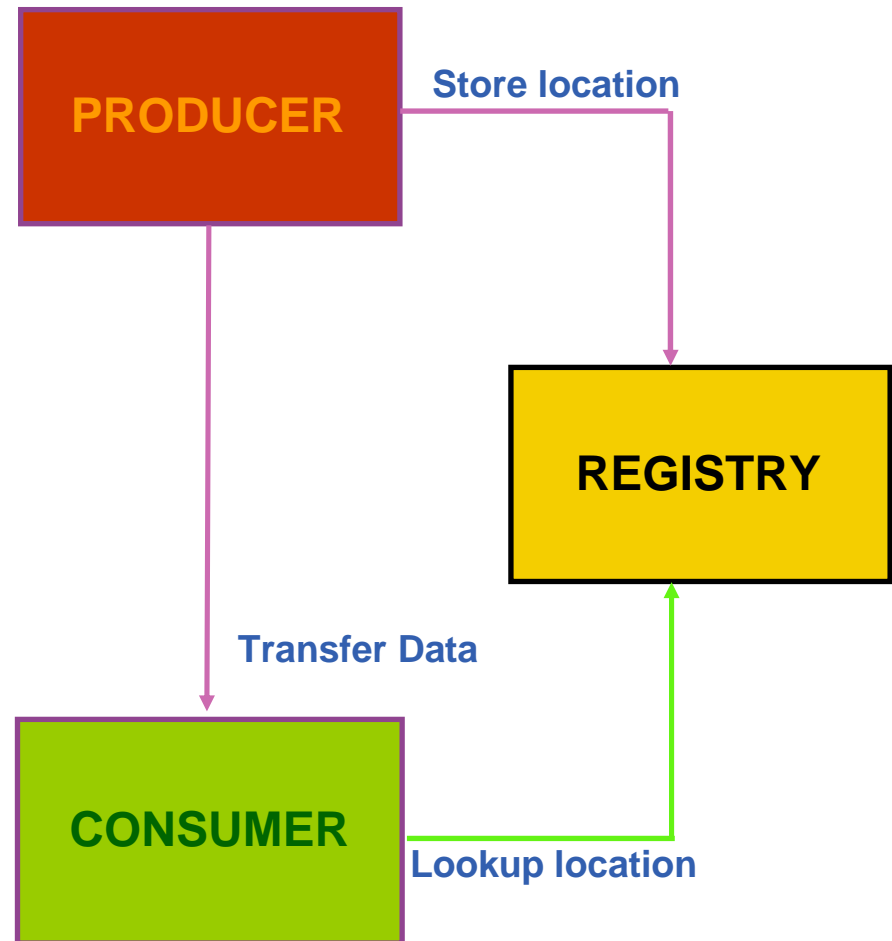 PRODUCER
Store location
REGISTRY
Transfer Data
CONSUMER
Lookup location